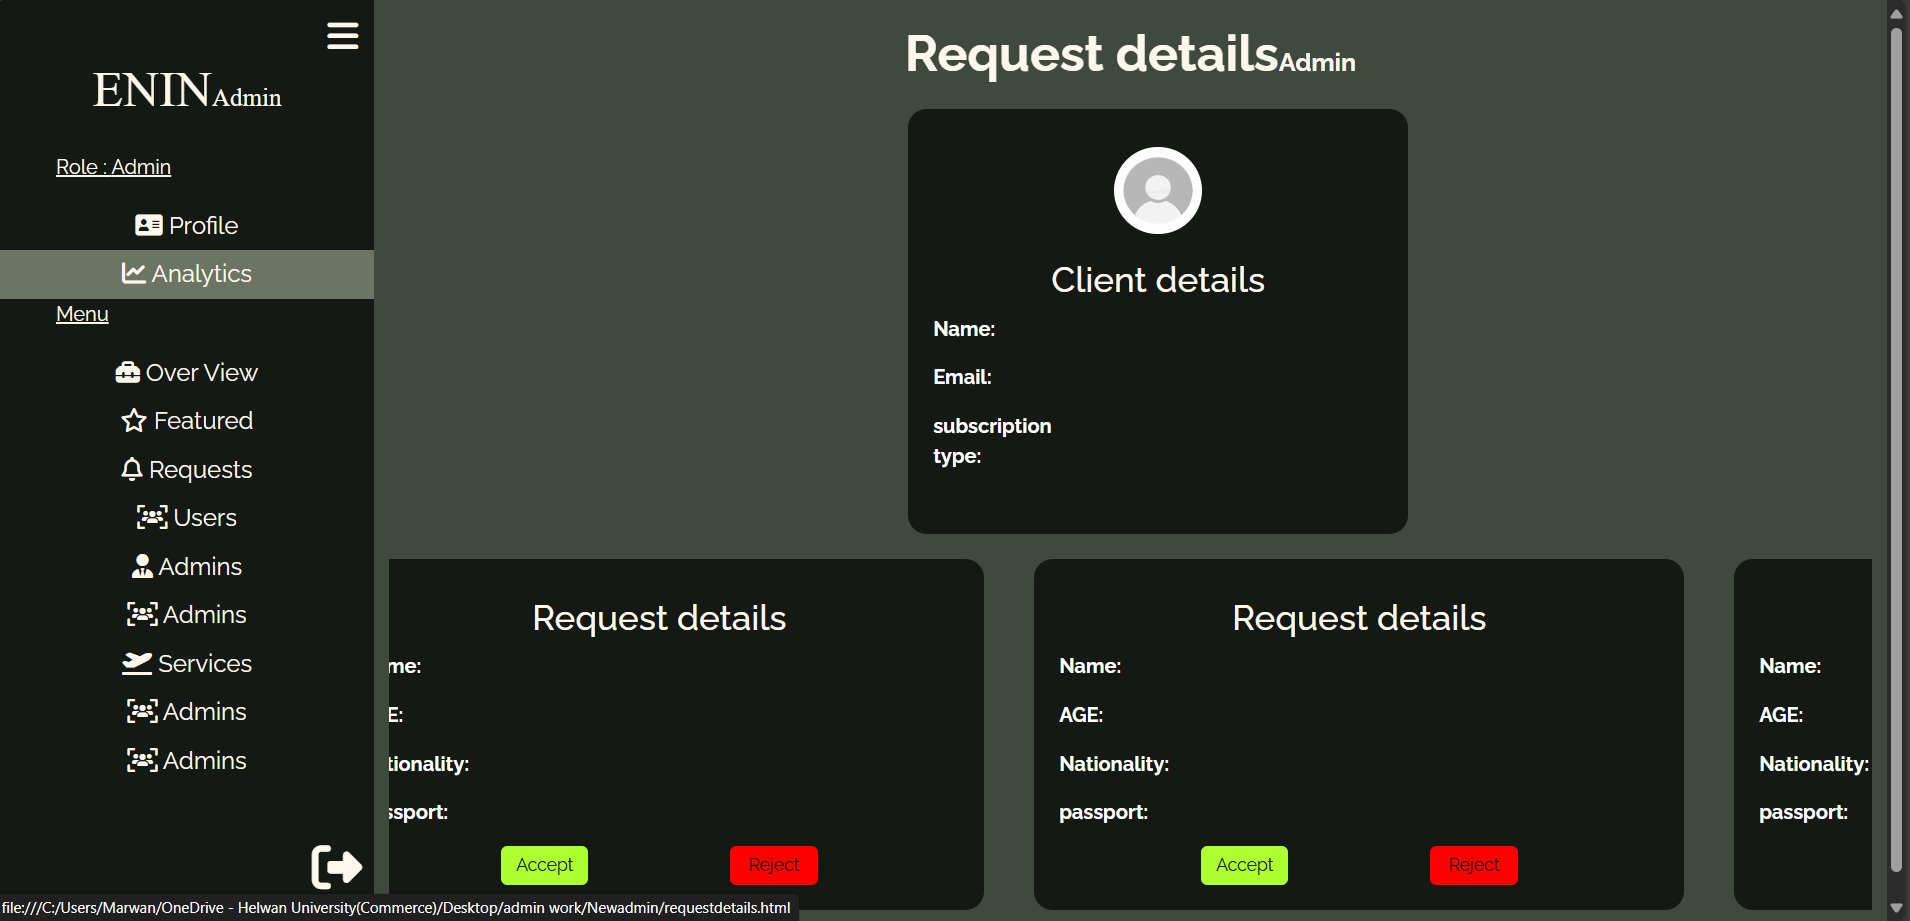 ENIN Admin
Role : Admin
Profile
Analytics
Menu
Over View
Featured
Requests
Users
Admins
Admins
Services
Admins
Admins
Request detailsAdmin
Client details
Name:
Email:
subscription
type:
Request details
me:
E:
tionality:
ssport:
Accept
Reject
Request details
Name:
AGE:
Nationality:
passport:
Accept
Reject
Name:
AGE:
Nationality:
passport:
file:///C:/Users/Marwan/OneDrive - Helwan University(Commerce)/Desktop/admin work/Newadmin/requestdetails.html